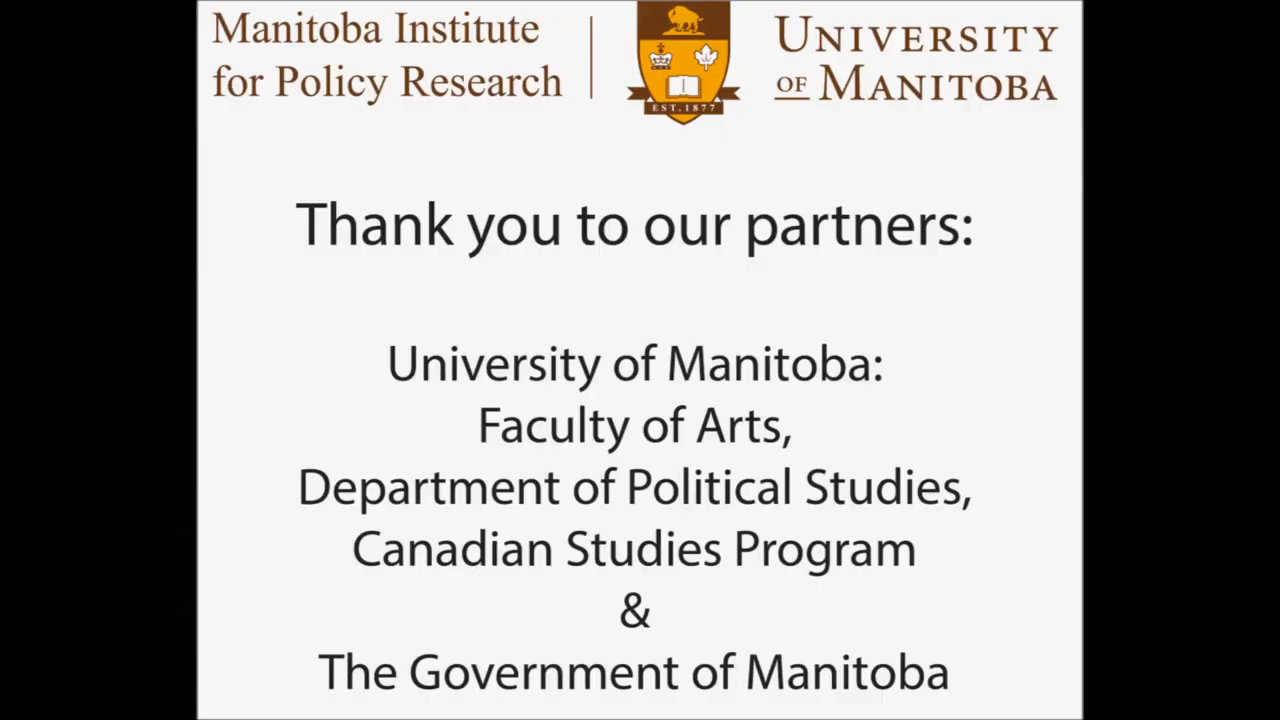 Manitoba Institute
for Policy Research
EST. 1877
UNIVERSITY
OF MANITOBA
Thank you to our partners:
University of Manitoba:
Faculty of Arts,
Department of Political Studies,
Canadian Studies Program
&
The Government of Manitoba